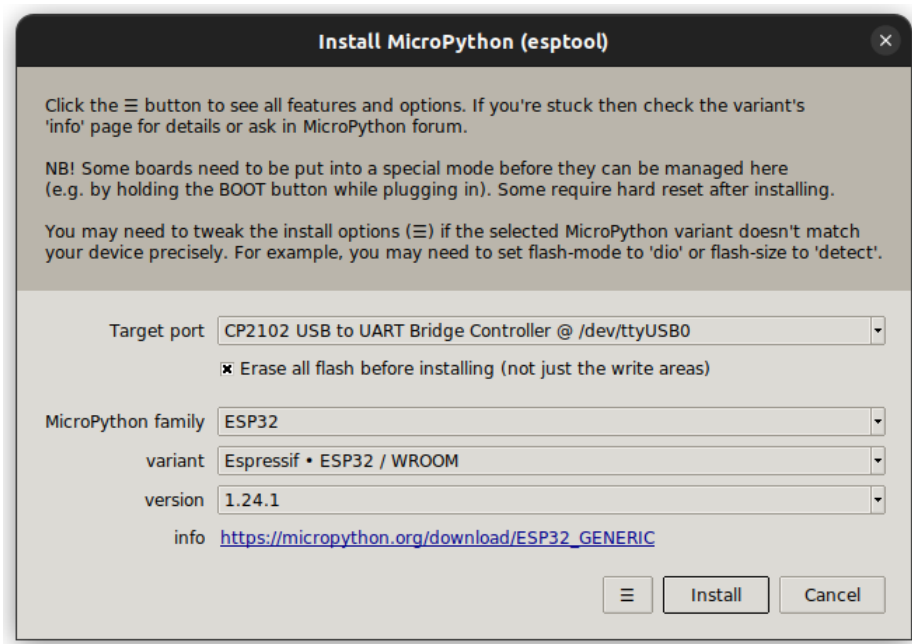 Install MicroPython (esptool)
Click the ☰ button to see all features and options. If you're stuck then check the variant's
'info' page for details or ask in MicroPython forum.
NB! Some boards need to be put into a special mode before they can be managed here
(e.g. by holding the BOOT button while plugging in). Some require hard reset after installing.
You may need to tweak the install options (☰) if the selected MicroPython variant doesn't match
your device precisely. For example, you may need to set flash-mode to 'dio' or flash-size to 'detect'.
Target port CP2102 USB to UART Bridge Controller @ /dev/ttyUSB0
Erase all flash before installing (not just the write areas)
MicroPython family ESP32
variant Espressif • ESP32 / WROOM
version 1.24.1
info https://micropython.org/download/ESP32_GENERIC
☰ Install Cancel